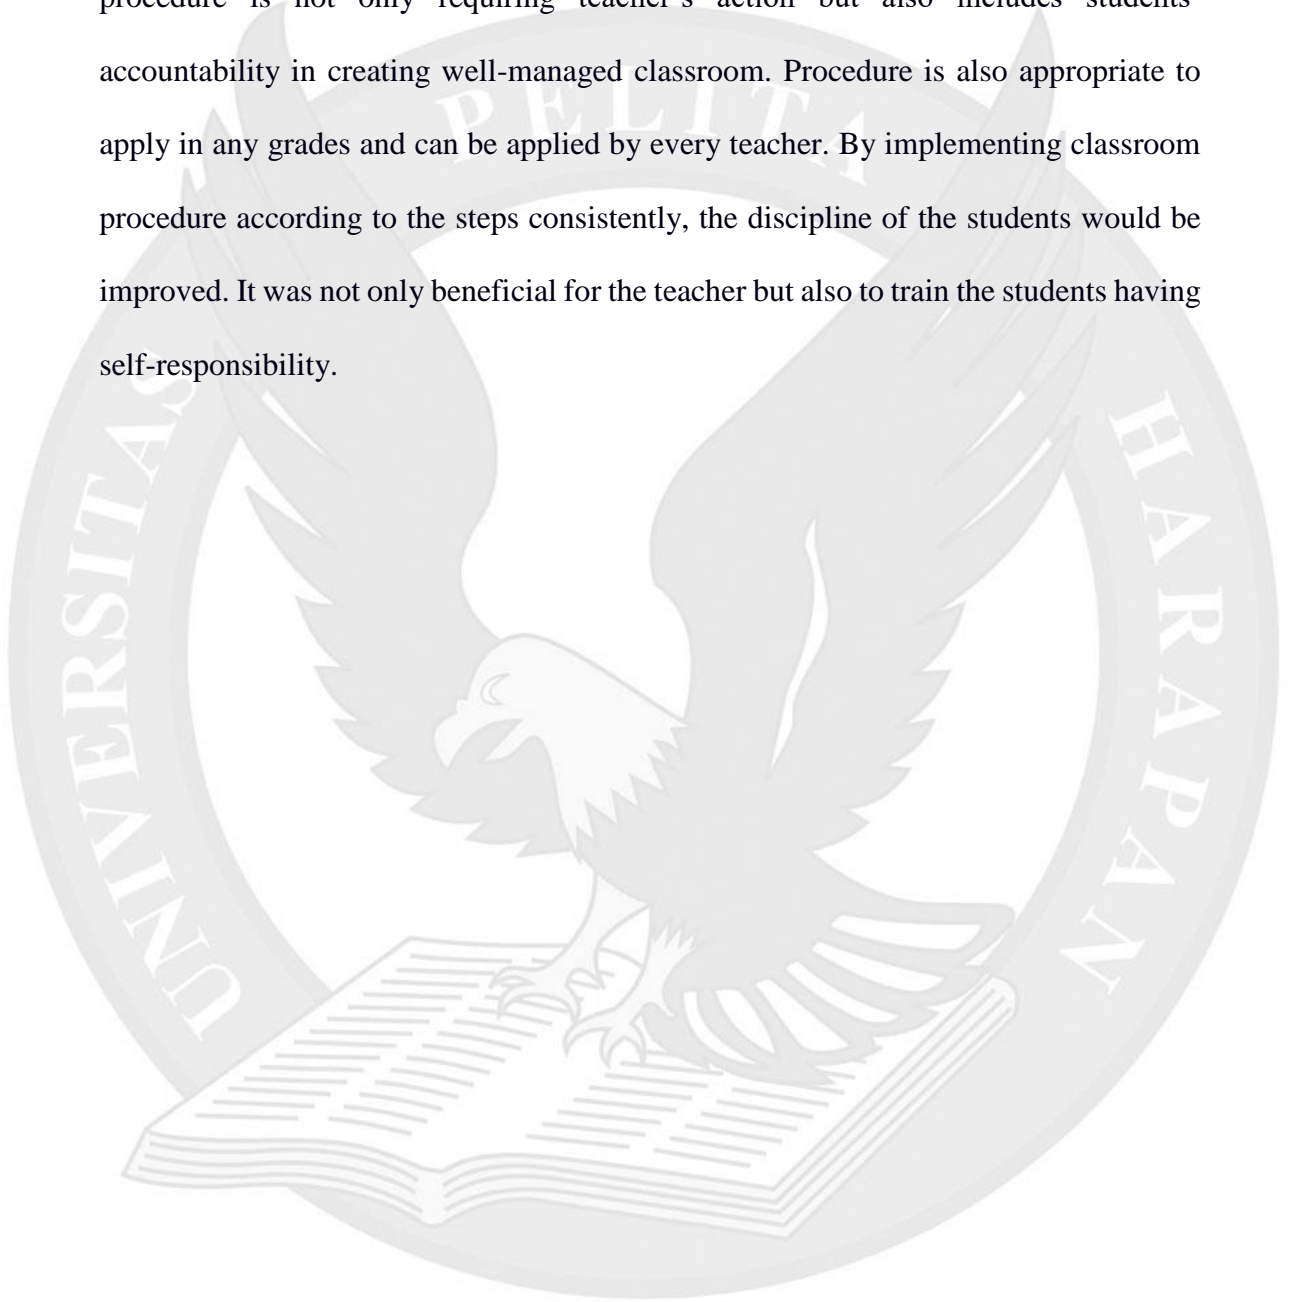 procedure is not only requiring teacher's action but also includes students'
accountability in creating well-managed classroom. Procedure is also appropriate to
apply in any grades and can be applied by every teacher. By implementing classroom
procedure according to the steps consistently, the discipline of the students would be
improved. It was not only beneficial for the teacher but also to train the students having
self-responsibility.
UNIVERSITAS
PELITA
HARAPAN